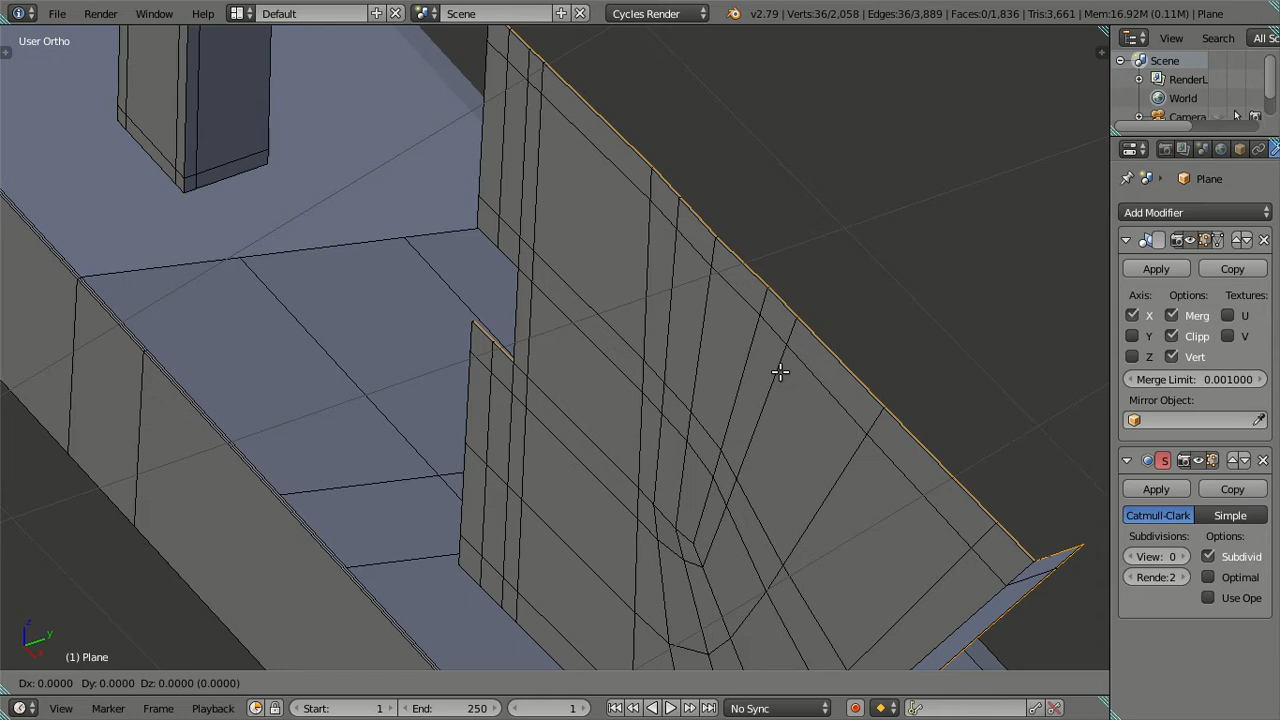 File Render Window Help Default Scene Cycles Render v2.79 | Verts:36/2,058 | Edges:36/3,889 | Faces:0/1,836 | Tris:3,661 | Mem:16.92M (0.11M) | Plane
User Ortho
View Search All Sc
Scene
RenderL
World
Camera
Plane
Add Modifier
Apply Copy
Axis: Options: Textures:
X Merg U
Y Clipp V
Z Vert
Merge Limit: 0.001000
Mirror Object:
S
Apply Copy
Catmull-Clark Simple
Subdivisions: Options:
View: 0 Subdivid
Rende:2 Optimal
Use Ope
z
y
(1) Plane
Dx: 0.0000 Dy: 0.0000 Dz: 0.0000 (0.0000)
View Marker Frame Playback Start: 1 End: 250 1 No Sync